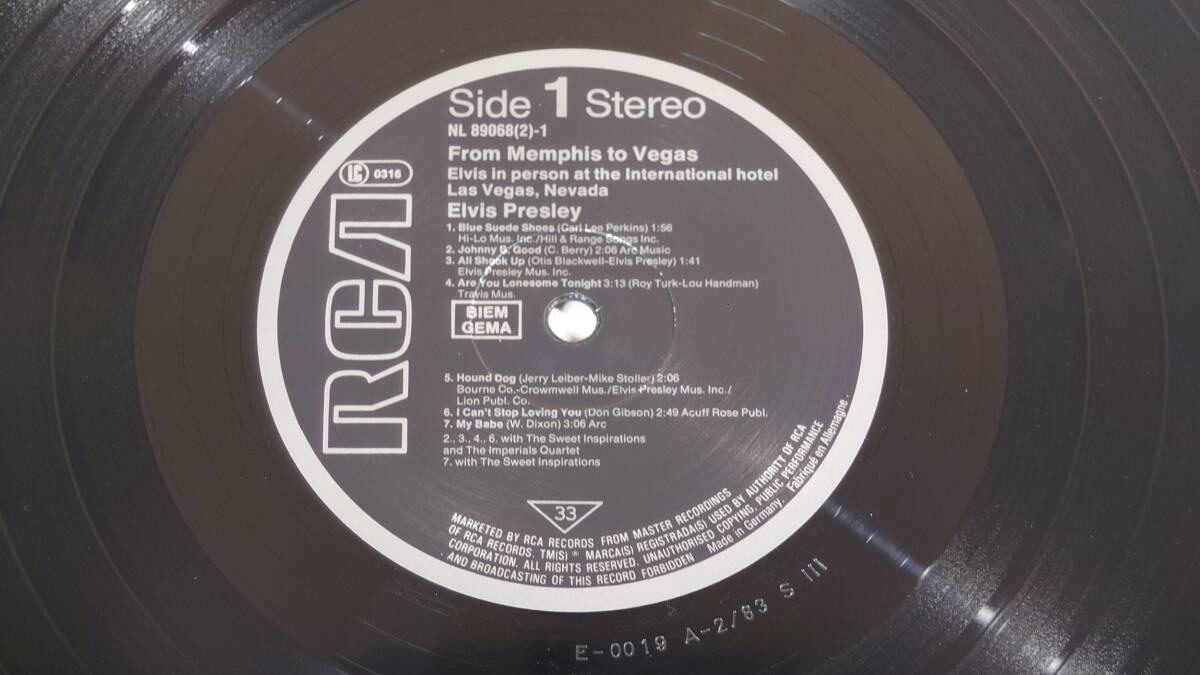 Side 1 Stereo
NL 89068(2)-1
From Memphis to Vegas
Elvis in person at the International hotel
Las Vegas, Nevada
Elvis Presley
1. Blue Suede Shoes (Carl Lee Perkins) 1:56
Hi-Lo Mus. Inc./Hill & Range Songs Inc.
2. Johnny B. Good (C. Berry) 2:06 Arc Music
3. All Shook Up (Otis Blackwell-Elvis Presley) 1:41
Elvis Presley Mus. Inc.
4. Are You Lonesome Tonight 3:13 (Roy Turk-Lou Handman)
Travis Mus.
BIEM
GEMA
5. Hound Dog (Jerry Leiber-Mike Stoller) 2:06
Bourne Co.-Crowmwell Mus./Elvis Presley Mus. Inc./
Lion Publ. Co.
6. I Can't Stop Loving You (Don Gibson) 2:49 Acuff Rose Publ.
7. My Babe (W. Dixon) 3:06 Arc
2., 3., 4., 6. with The Sweet Inspirations
and The Imperials Quartet
7. with The Sweet Inspirations
33
RCA
LC 0316
MARKETED BY RCA RECORDS FROM MASTER RECORDINGS
OF RCA RECORDS. TM(S) ® MARCA(S) REGISTRADA(S) USED BY AUTHORITY OF RCA
CORPORATION. ALL RIGHTS RESERVED. UNAUTHORISED COPYING, PUBLIC PERFORMANCE
AND BROADCASTING OF THIS RECORD FORBIDDEN Made in Germany. Fabriqué en Allemagne.
E-0019 A-2/83 S III